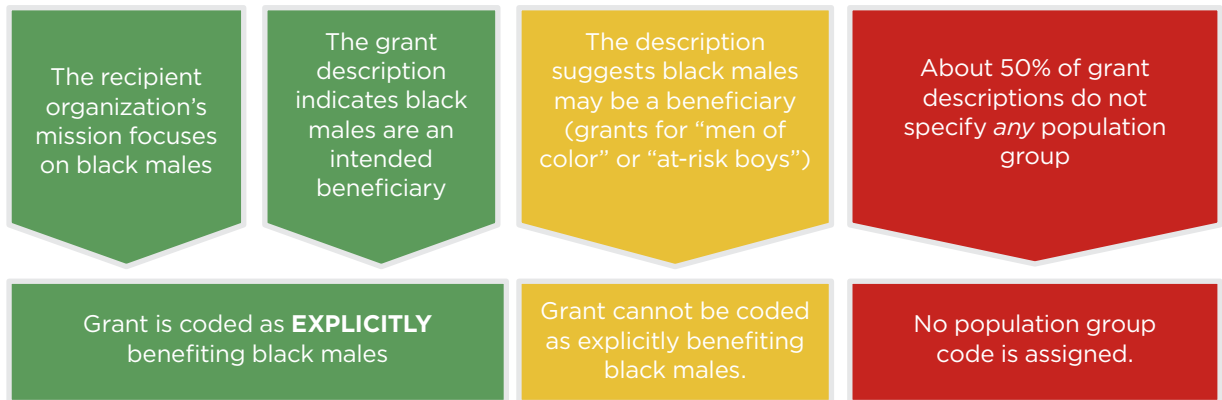 The recipient
organization’s
mission focuses
on black males
The grant
description
indicates black
males are an
intended
beneficiary
The description
suggests black males
may be a beneficiary
(grants for “men of
color” or “at-risk boys”)
About 50% of grant
descriptions do not
specify any population
group
Grant is coded as EXPLICITLY
benefiting black males
Grant cannot be coded
as explicitly benefiting
black males.
No population group
code is assigned.